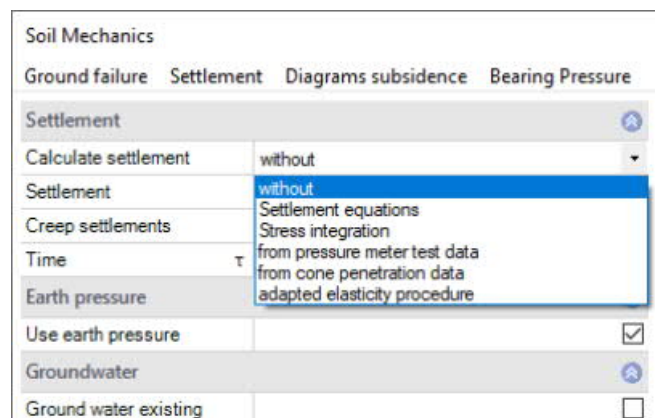 Soil Mechanics
Ground failure Settlement Diagrams subsidence Bearing Pressure
Settlement
Calculate settlement without
Settlement without
Settlement equations
Creep settlements Stress integration
from pressure meter test data
Time τ from cone penetration data
Earth pressure adapted elasticity procedure
Use earth pressure
Groundwater
Ground water existing